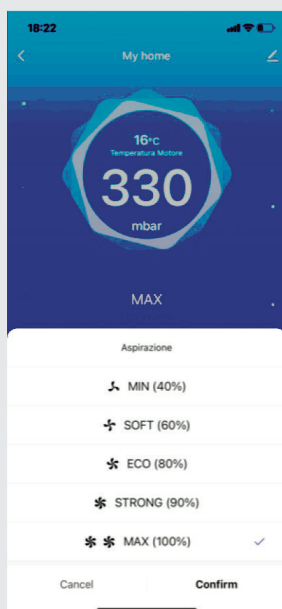 18:22
My home
16°C
Temperatura Motore
330
mbar
MAX
Aspirazione
MIN (40%)
SOFT (60%)
ECO (80%)
STRONG (90%)
MAX (100%)
Cancel Confirm